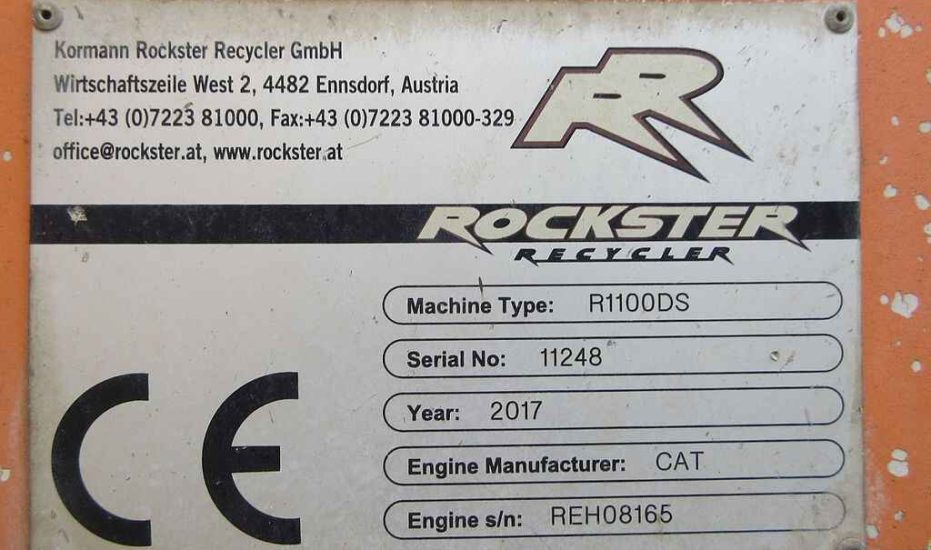 Kormann Rockster Recycler GmbH
Wirtschaftszeile West 2, 4482 Ennsdorf, Austria
Tel:+43 (0)7223 81000, Fax:+43 (0)7223 81000-329
office@rockster.at, www.rockster.at
RR
ROCKSTER
RECYCLER
Machine Type: R1100DS
Serial No: 11248
Year: 2017
Engine Manufacturer: CAT
Engine s/n: REH08165
CE